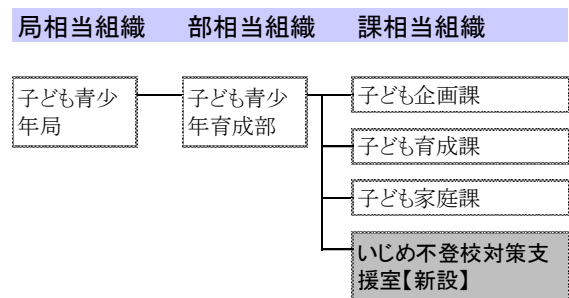 局相当組織 部相当組織 課相当組織
子ども青少
年局
子ども青少
年育成部
子ども企画課
子ども育成課
子ども家庭課
いじめ不登校対策支
援室【新設】